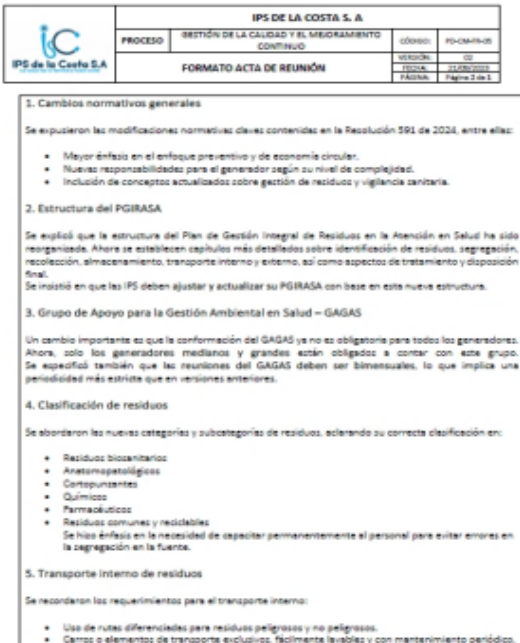 IPS DE LA COSTA S. A
PROCESO
GESTIÓN DE LA CALIDAD Y EL MEJORAMIENTO CONTINUO
CÓDIGO:
VERSIÓN: 02
FORMATO ACTA DE REUNIÓN
FECHA:
PÁGINA: Página 2 de
IPS de la Costa S.A
1. Cambios normativos generales
Se expusieron las modificaciones normativas claves contenidas en la Resolución 591 de 2024, entre ellas:
• Mayor énfasis en el enfoque preventivo y de economía circular.
• Nuevas responsabilidades para el generador según su nivel de complejidad.
• Inclusión de conceptos actualizados sobre gestión de residuos y vigilancia sanitaria.
2. Estructura del PGIRASA
Se explicó que la estructura del Plan de Gestión Integral de Residuos en la Atención en Salud ha sido
reorganizada. Ahora se establecen capítulos más detallados sobre identificación de residuos, segregación,
recolección, almacenamiento, transporte interno y externo, así como aspectos de tratamiento y disposición
final.
Se insistió en que las IPS deben ajustar y actualizar su PGIRASA con base en esta nueva estructura.
3. Grupo de Apoyo para la Gestión Ambiental en Salud – GAGAS
Un cambio importante es que la conformación del GAGAS ya no es obligatoria para todos los generadores.
Ahora, solo los generadores medianos y grandes están obligados a contar con este grupo.
Se especificó también que las reuniones del GAGAS deben ser bimensuales, lo que implica una
periodicidad más estricta que en versiones anteriores.
4. Clasificación de residuos
Se abordaron las nuevas categorías y subcategorías de residuos, aclarando su correcta clasificación en:
• Residuos biosanitarios
• Anatomopatológicos
• Cortopunzantes
• Químicos
• Farmacéuticos
• Residuos comunes y reciclables
Se hizo énfasis en la necesidad de capacitar permanentemente al personal para evitar errores en
la segregación en la fuente.
5. Transporte interno de residuos
Se recordaron los requerimientos para el transporte interno:
• Uso de rutas diferenciadas para residuos peligrosos y no peligrosos.
• Carros o elementos de transporte exclusivos, fácilmente lavables y con mantenimiento periódico.